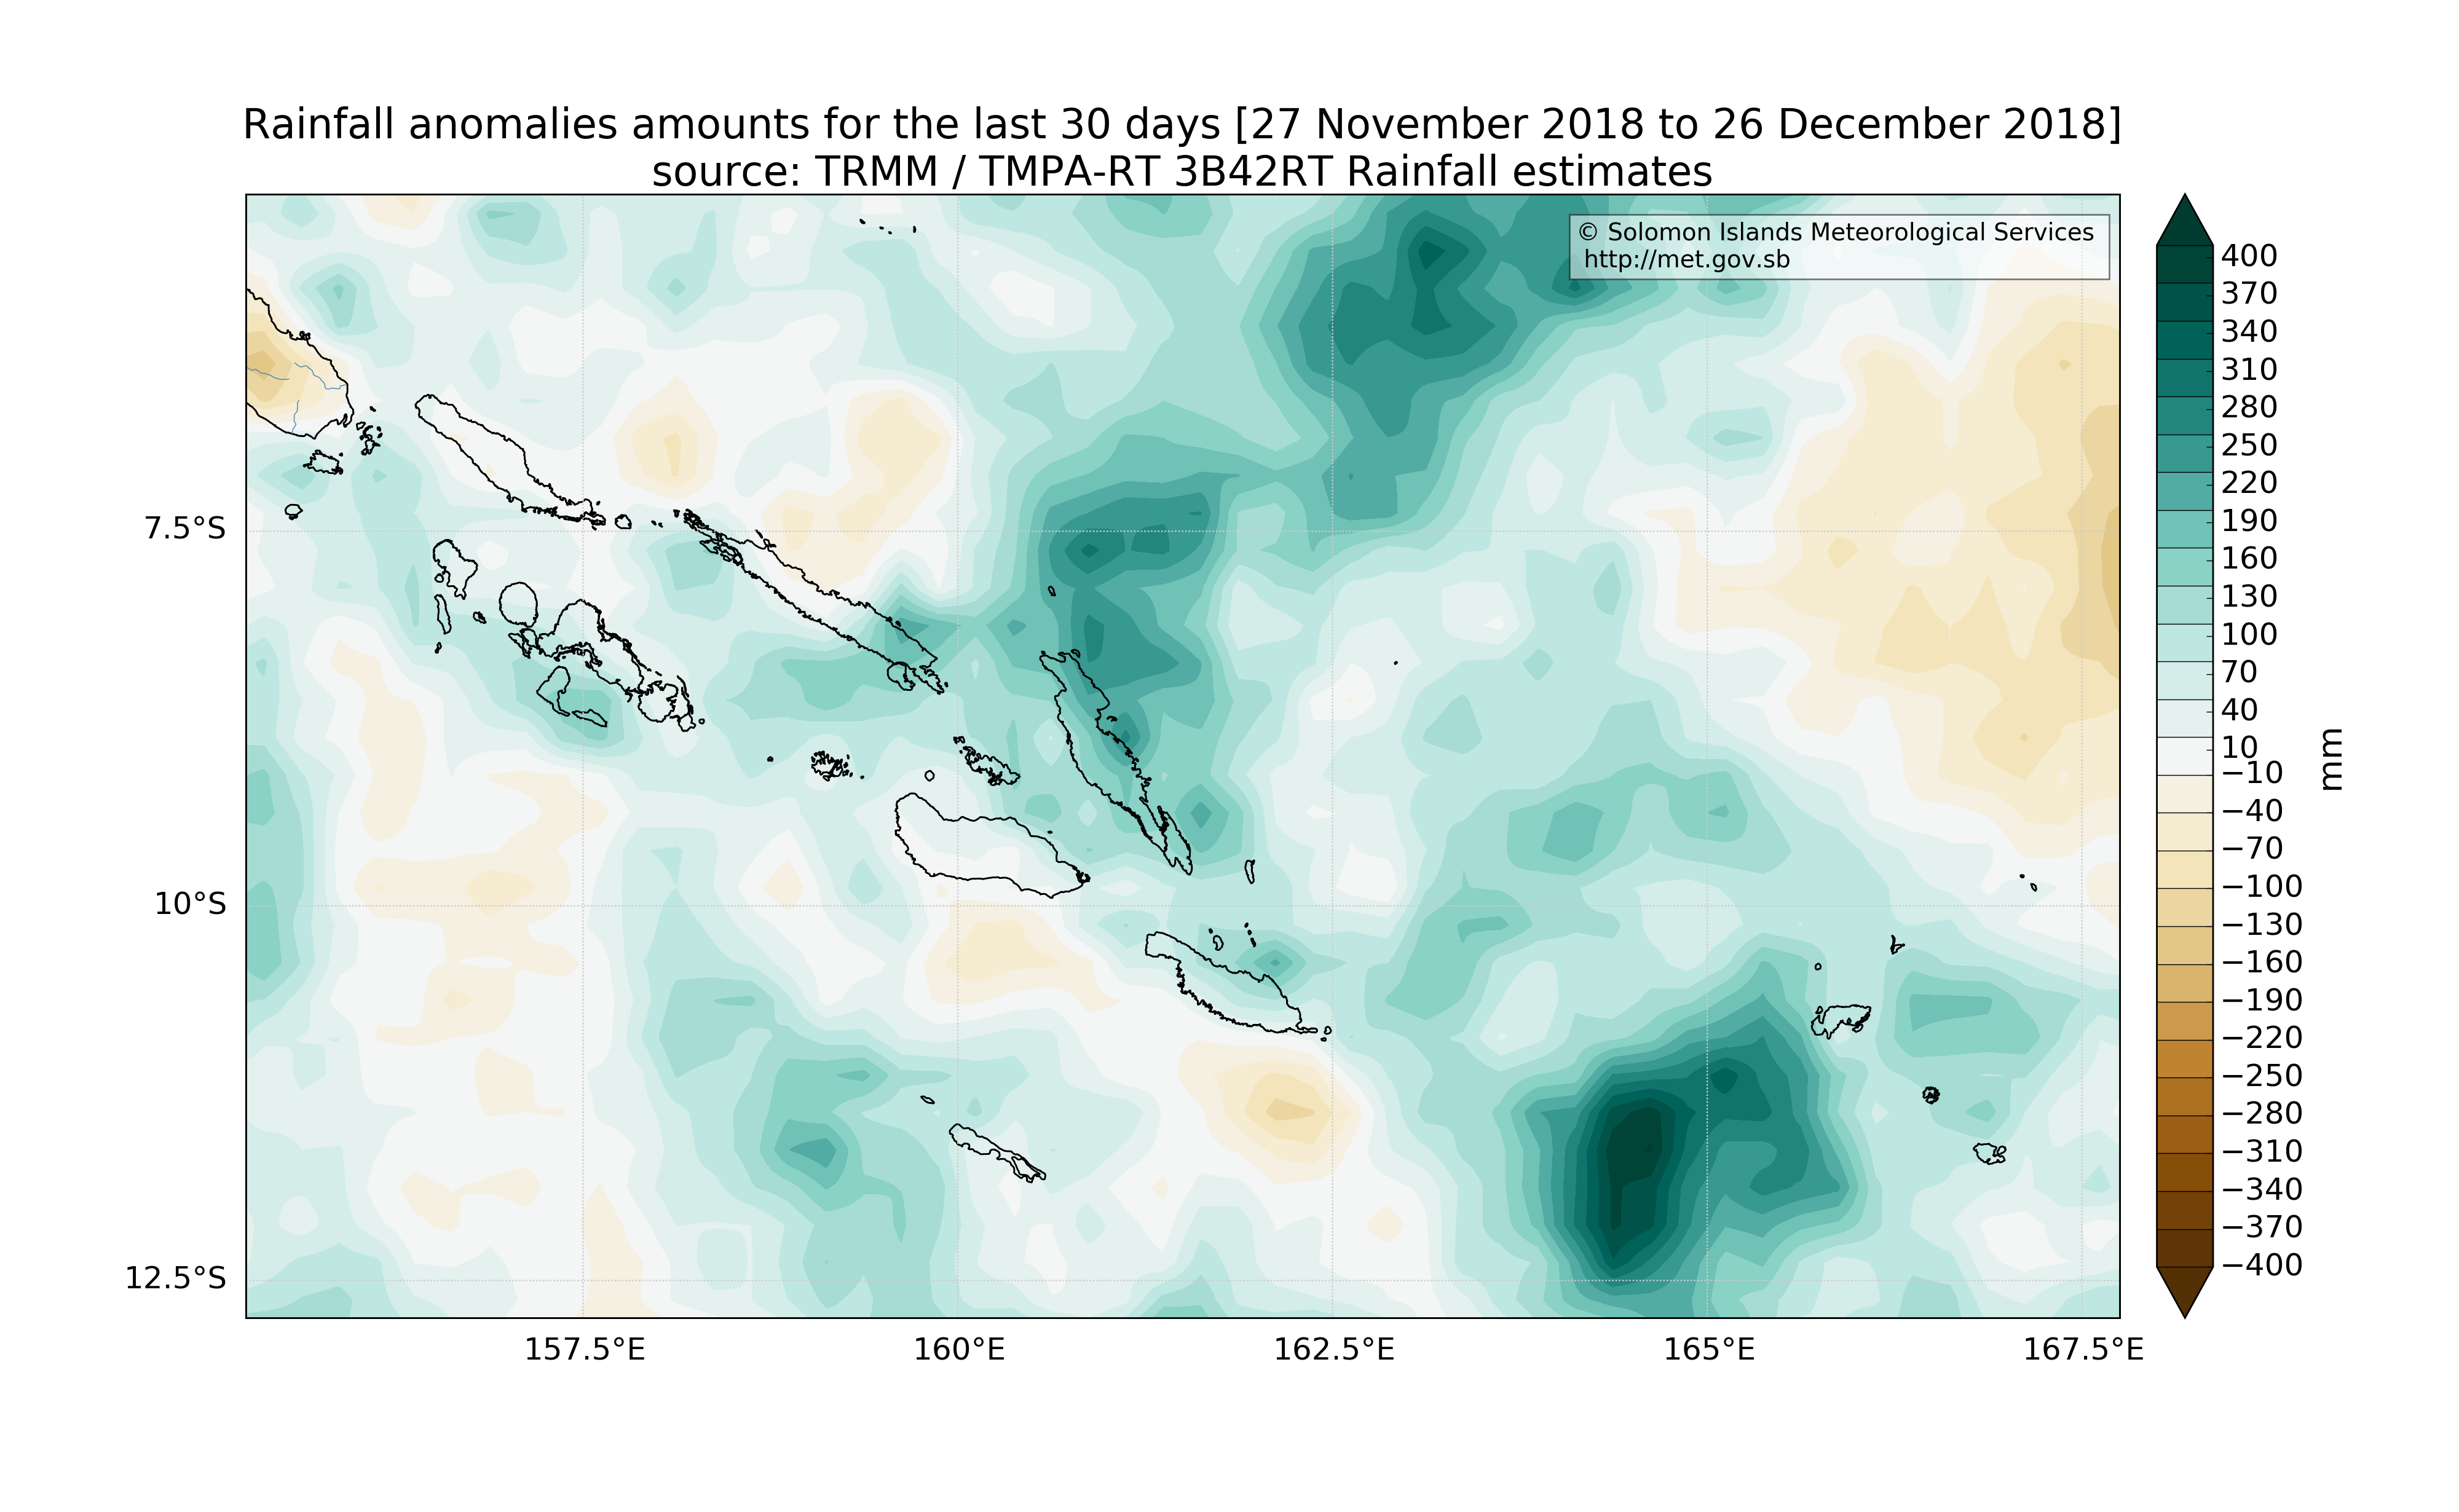 Rainfall anomalies amounts for the last 30 days [27 November 2018 to 26 December 2018]
source: TRMM / TMPA-RT 3B42RT Rainfall estimates
© Solomon Islands Meteorological Services
http://met.gov.sb
7.5°S
10°S
12.5°S
157.5°E
160°E
162.5°E
165°E
167.5°E
400
370
340
310
280
250
220
190
160
130
100
70
40
10
−10
−40
−70
−100
−130
−160
−190
−220
−250
−280
−310
−340
−370
−400
mm